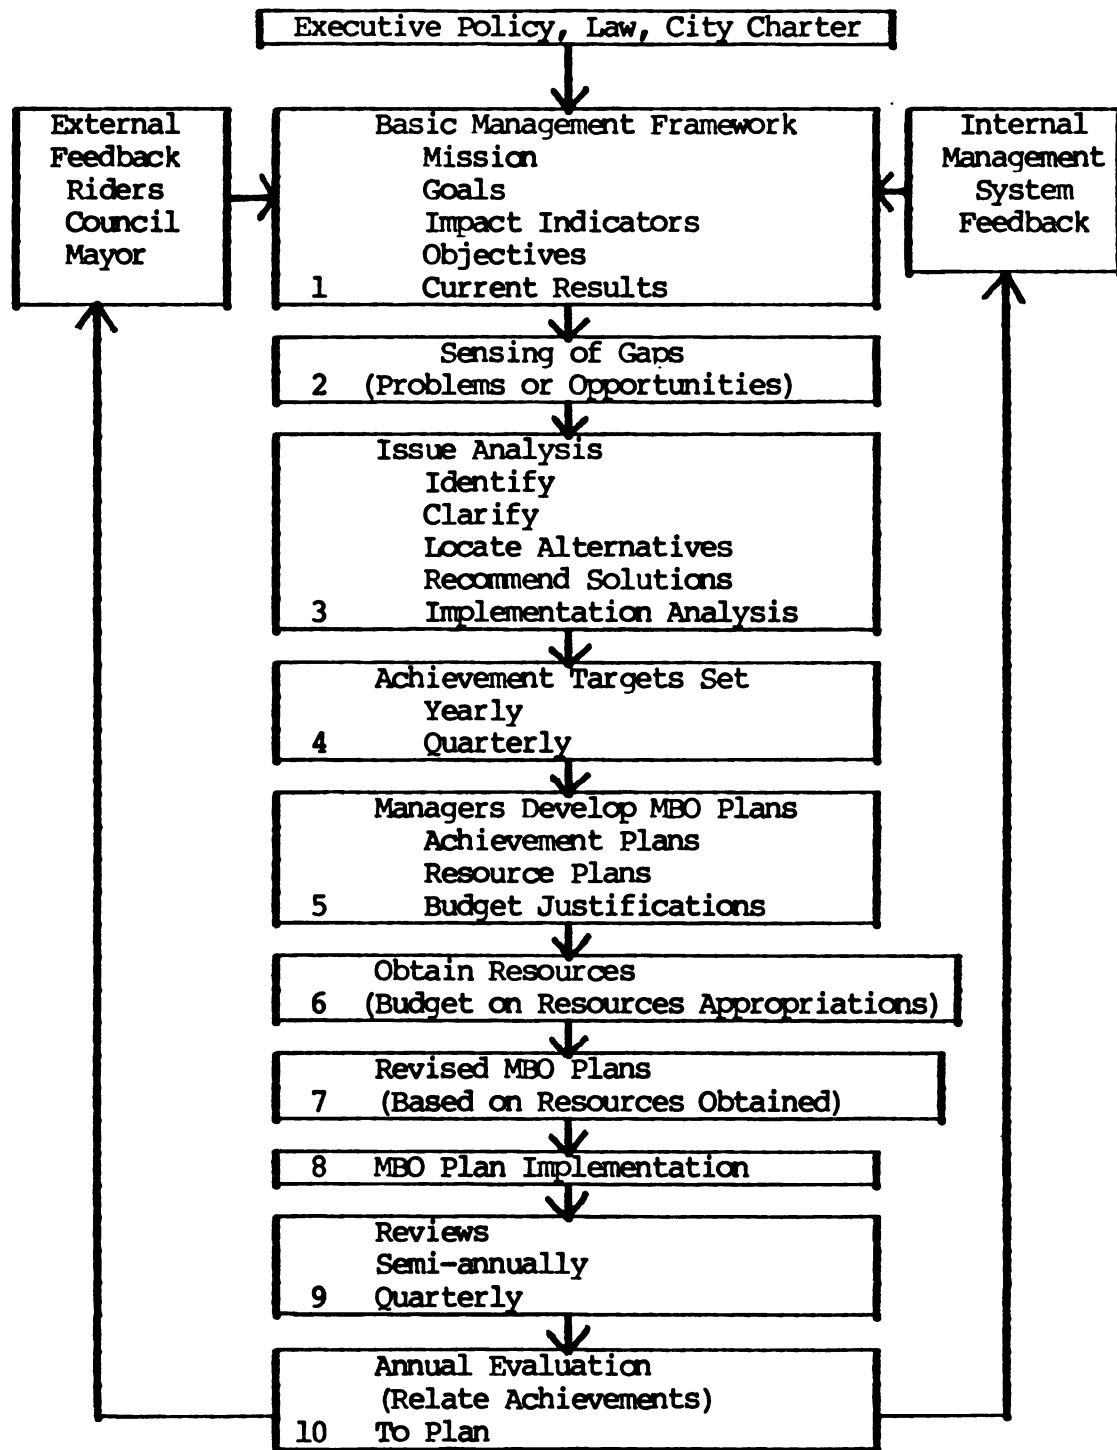 Executive Policy, Law, City Charter
External
Feedback
Riders
Council
Mayor
Basic Management Framework
Mission
Goals
Impact Indicators
Objectives
1 Current Results
Internal
Management
System
Feedback
Sensing of Gaps
2 (Problems or Opportunities)
Issue Analysis
Identify
Clarify
Locate Alternatives
Recommend Solutions
3 Implementation Analysis
Achievement Targets Set
Yearly
4 Quarterly
Managers Develop MBO Plans
Achievement Plans
Resource Plans
5 Budget Justifications
Obtain Resources
6 (Budget on Resources Appropriations)
Revised MBO Plans
7 (Based on Resources Obtained)
8 MBO Plan Implementation
Reviews
Semi-annually
9 Quarterly
Annual Evaluation
(Relate Achievements)
10 To Plan